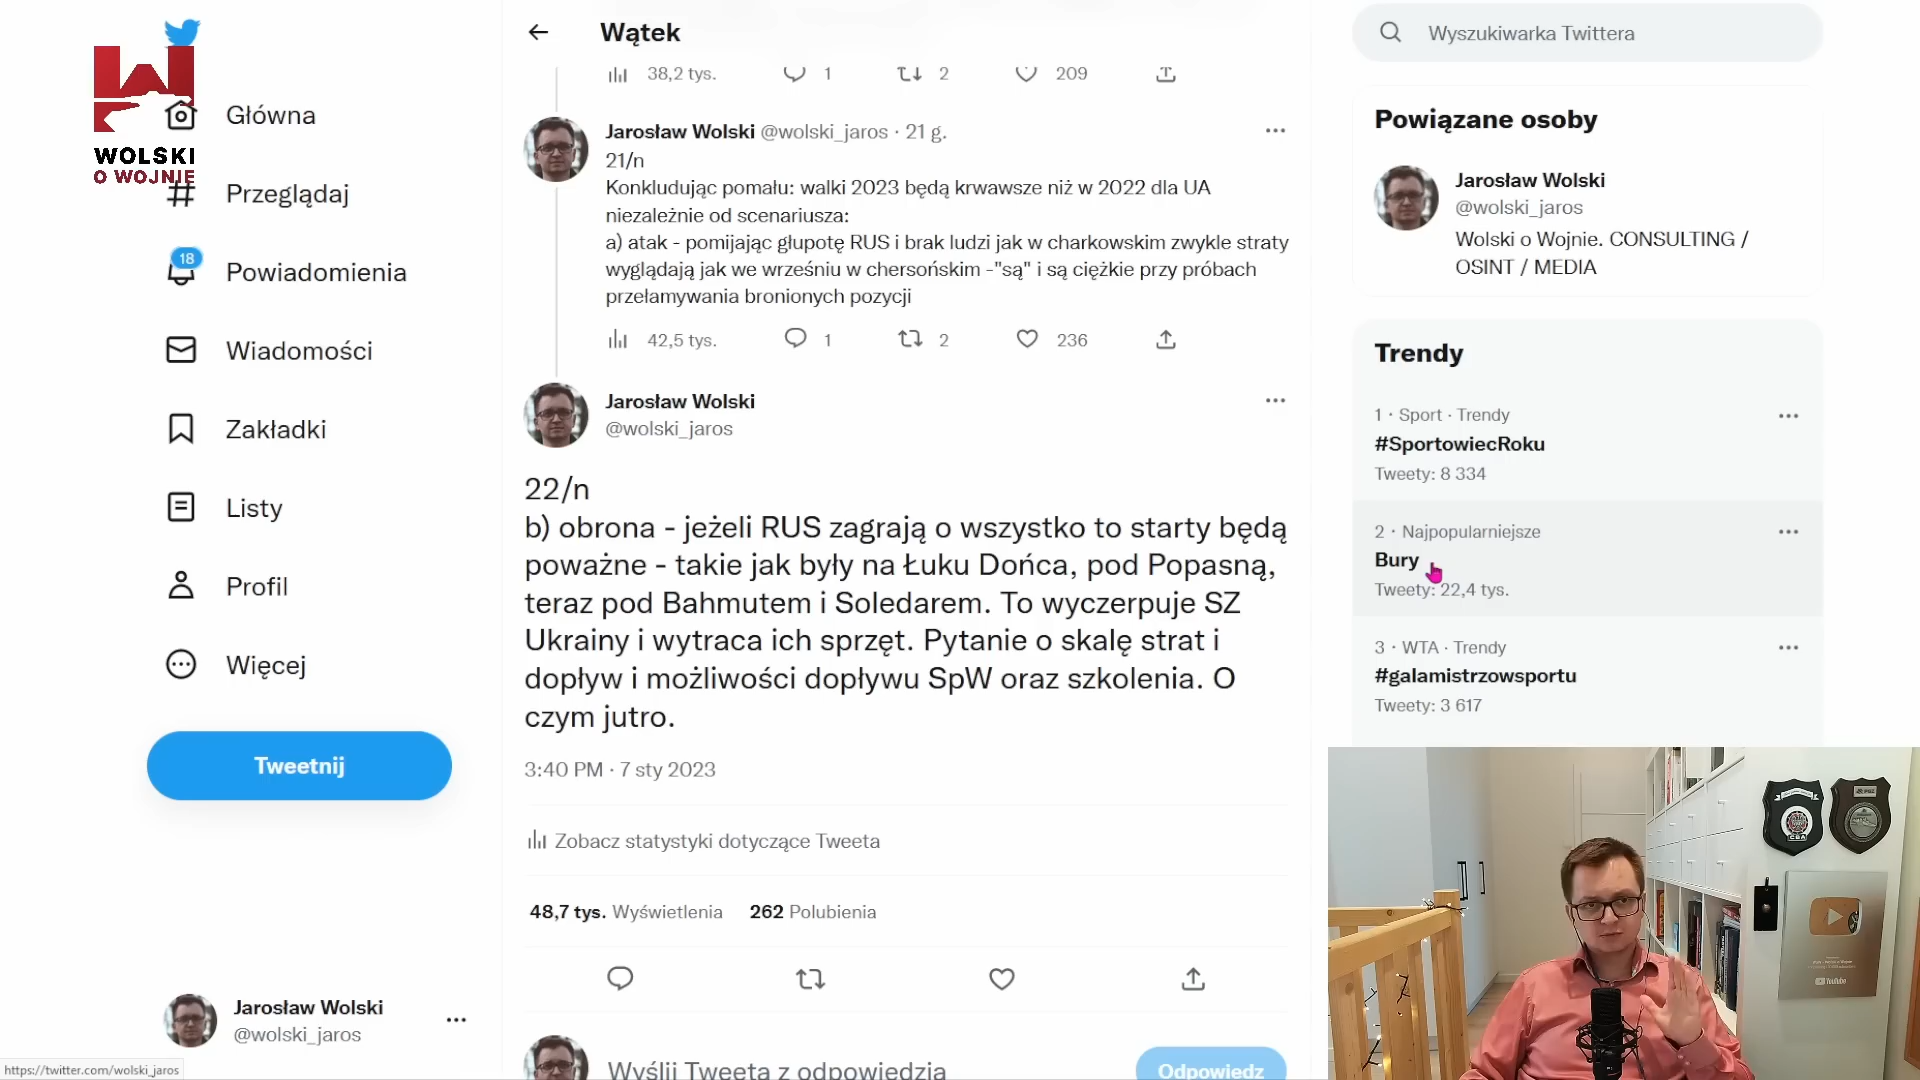 WOLSKI
O WOJNIE
Główna
Przeglądaj
18
Powiadomienia
Wiadomości
Zakładki
Listy
Profil
Więcej
Tweetnij
Jarosław Wolski
@wolski_jaros
https://twitter.com/wolski_jaros
Wątek
38,2 tys. 1 2 209
Jarosław Wolski @wolski_jaros · 21 g.
21/n
Konkludując pomału: walki 2023 będą krwawsze niż w 2022 dla UA
niezależnie od scenariusza:
a) atak - pomijając głupotę RUS i brak ludzi jak w charkowskim zwykle straty
wyglądają jak we wrześniu w chersońskim -"są" i są ciężkie przy próbach
przełamywania bronionych pozycji
42,5 tys. 1 2 236
Jarosław Wolski
@wolski_jaros
22/n
b) obrona - jeżeli RUS zagrają o wszystko to starty będą
poważne - takie jak były na Łuku Dońca, pod Popasną,
teraz pod Bahmutem i Soledarem. To wyczerpuje SZ
Ukrainy i wytraca ich sprzęt. Pytanie o skalę strat i
dopływ i możliwości dopływu SpW oraz szkolenia. O
czym jutro.
3:40 PM · 7 sty 2023
Zobacz statystyki dotyczące Tweeta
48,7 tys. Wyświetlenia 262 Polubienia
Wyślij Tweeta z odpowiedzią
Odpowiedz
Wyszukiwarka Twittera
Powiązane osoby
Jarosław Wolski
@wolski_jaros
Wolski o Wojnie. CONSULTING /
OSINT / MEDIA
Trendy
1 · Sport · Trendy
#SportowiecRoku
Tweety: 8 334
2 · Najpopularniejsze
Bury
Tweety: 22,4 tys.
3 · WTA · Trendy
#galamistrzowsportu
Tweety: 3 617
CBA
YouTube